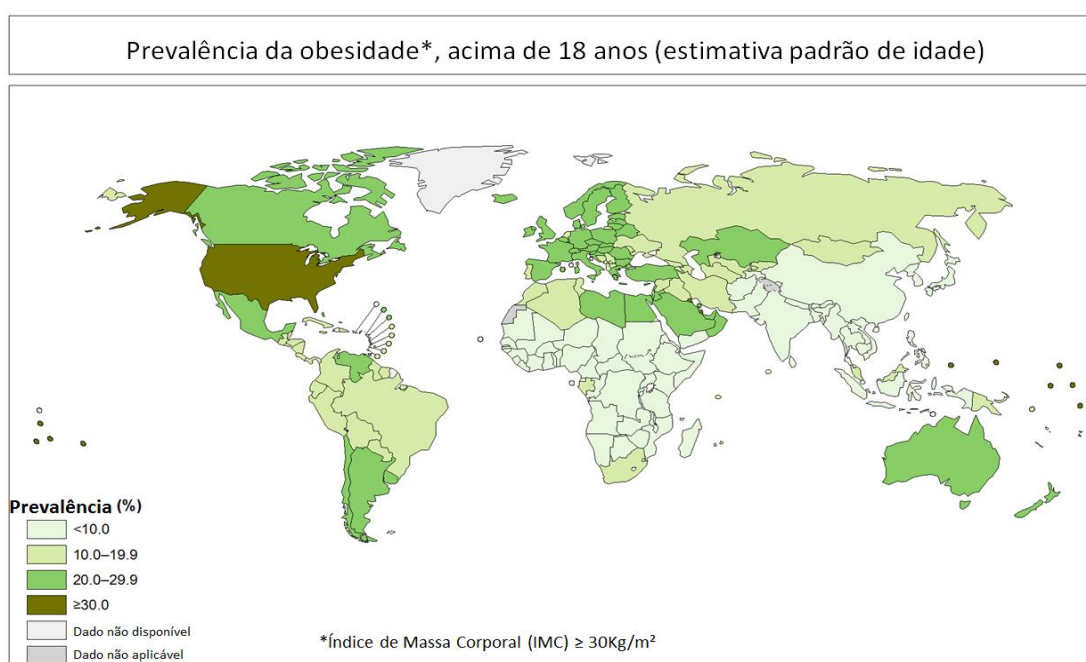 Prevalência da obesidade*, acima de 18 anos (estimativa padrão de idade)
Prevalência (%)
<10.0
10.0–19.9
20.0–29.9
≥30.0
Dado não disponível
Dado não aplicável
*Índice de Massa Corporal (IMC) ≥ 30Kg/m²